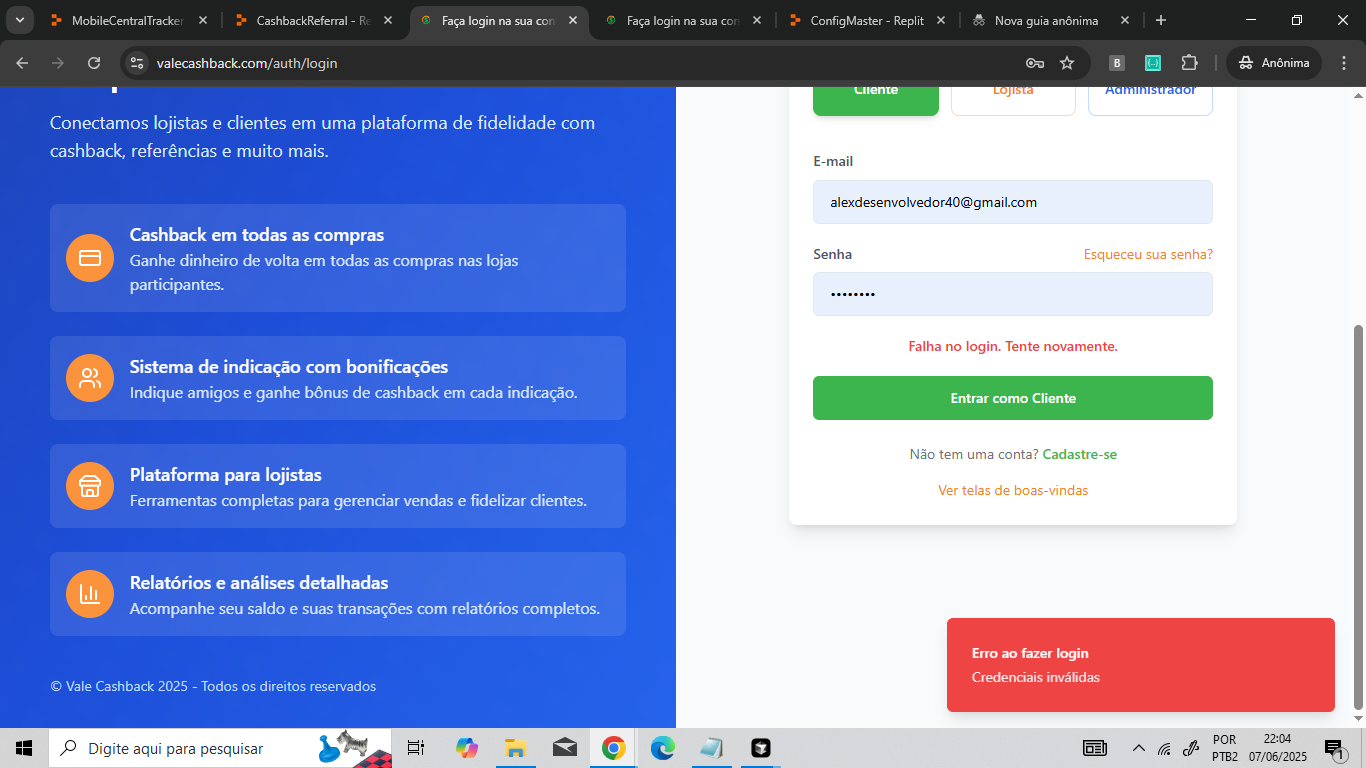 MobileCentralTracker
CashbackReferral - Re
Faça login na sua con
Faça login na sua con
ConfigMaster - Replit
Nova guia anônima
valecashback.com/auth/login
B
Anônima
Conectamos lojistas e clientes em uma plataforma de fidelidade com
cashback, referências e muito mais.
Cashback em todas as compras
Ganhe dinheiro de volta em todas as compras nas lojas
participantes.
Sistema de indicação com bonificações
Indique amigos e ganhe bônus de cashback em cada indicação.
Plataforma para lojistas
Ferramentas completas para gerenciar vendas e fidelizar clientes.
Relatórios e análises detalhadas
Acompanhe seu saldo e suas transações com relatórios completos.
© Vale Cashback 2025 - Todos os direitos reservados
Cliente
Lojista
Administrador
E-mail
alexdesenvolvedor40@gmail.com
Senha
Esqueceu sua senha?
••••••••
Falha no login. Tente novamente.
Entrar como Cliente
Não tem uma conta? Cadastre-se
Ver telas de boas-vindas
Erro ao fazer login
Credenciais inválidas
Digite aqui para pesquisar
POR
PTB2
22:04
07/06/2025
1